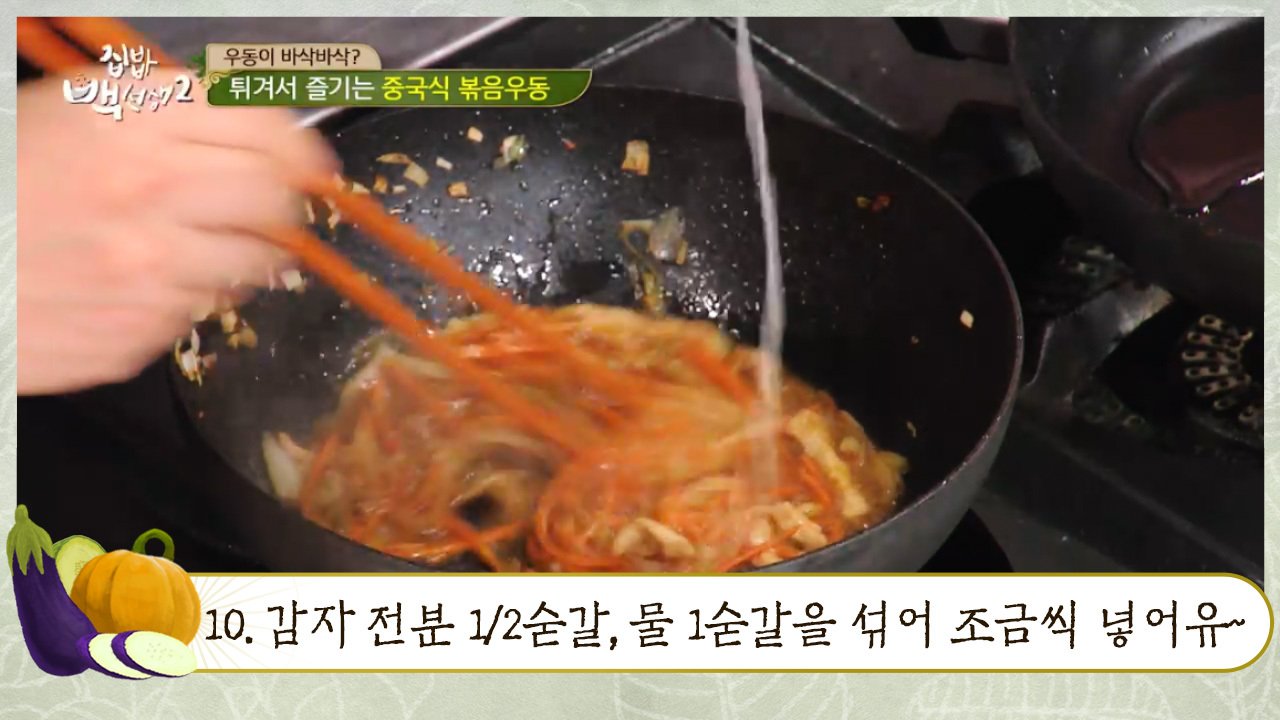 집밥
백선생2
우동이 바삭바삭?
튀겨서 즐기는 중국식 볶음우동
10. 감자 전분 1/2숟갈, 물 1숟갈을 섞어 조금씩 넣어유~